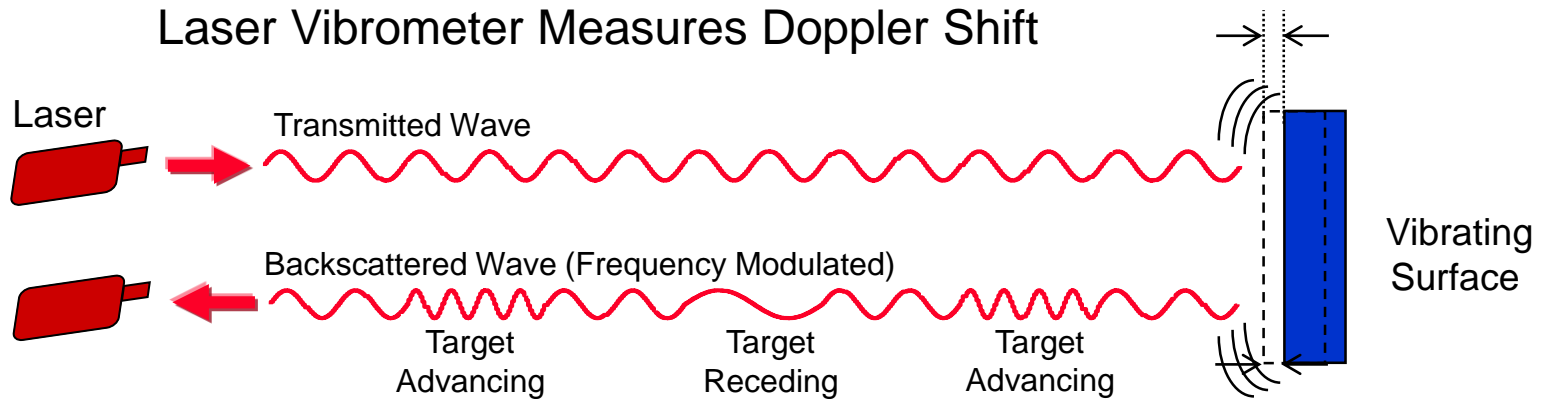 Laser Vibrometer Measures Doppler Shift
Laser
Transmitted Wave
Backscattered Wave (Frequency Modulated)
Target
Advancing
Target
Receding
Target
Advancing
Vibrating
Surface